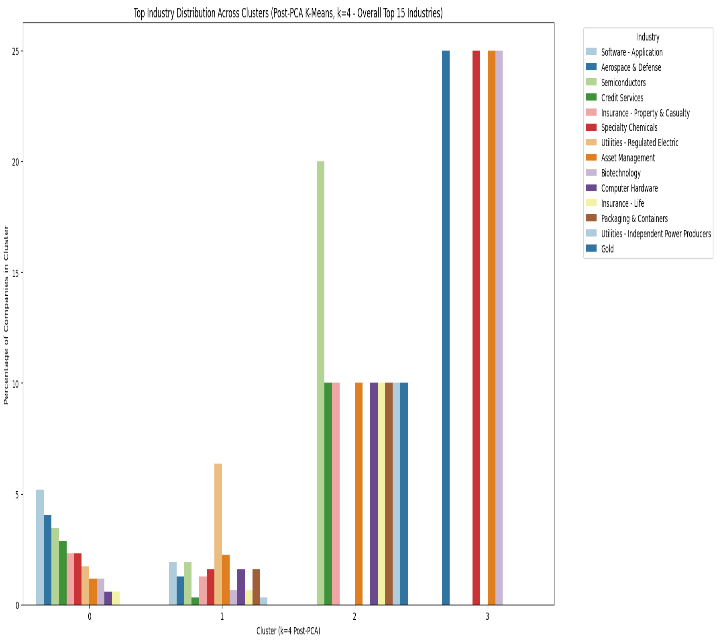 Top Industry Distribution Across Clusters (Post-PCA K-Means, k=4 - Overall Top 15 Industries)
Industry
Software - Application
Aerospace & Defense
Semiconductors
Credit Services
Insurance - Property & Casualty
Specialty Chemicals
Utilities - Regulated Electric
Asset Management
Biotechnology
Computer Hardware
Insurance - Life
Packaging & Containers
Utilities - Independent Power Producers
Gold
Percentage of Companies in Cluster
25
20
15
10
5
0
0 1 2 3
Cluster (k=4 Post-PCA)